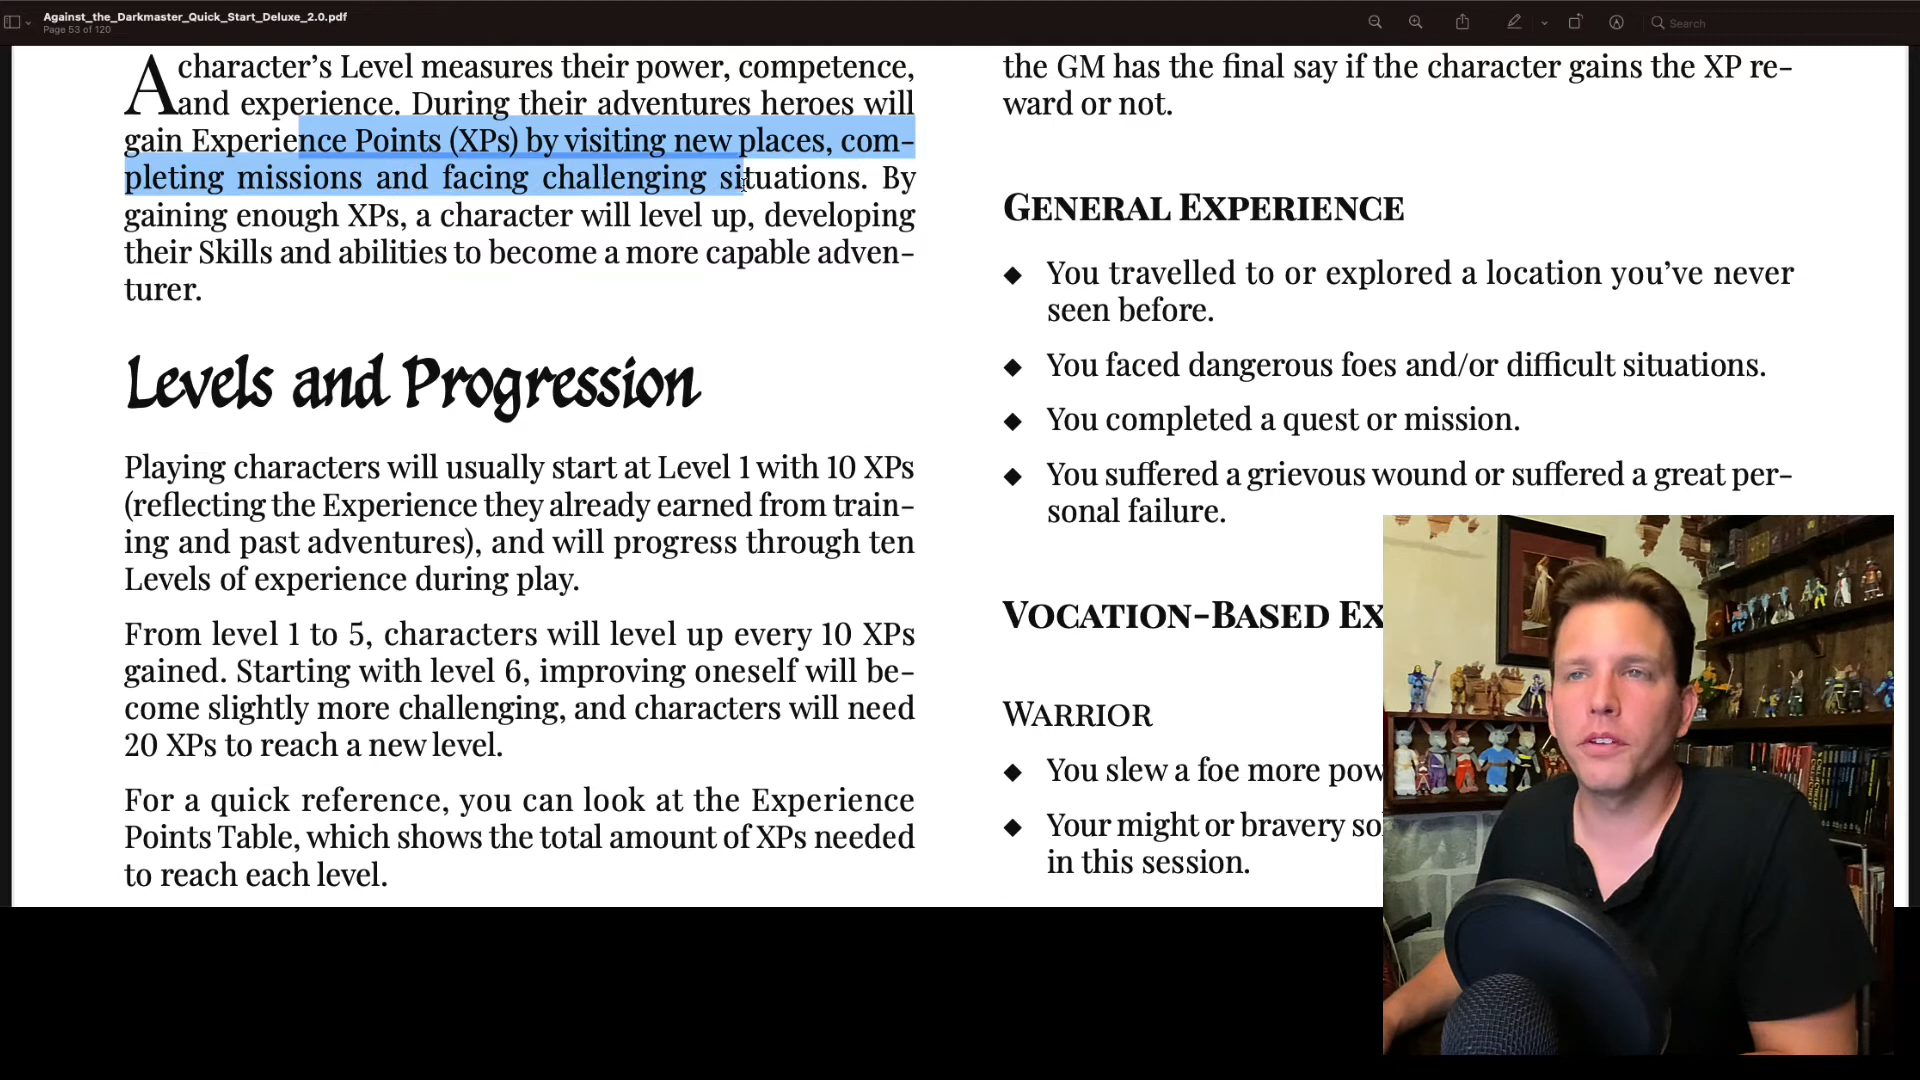 Against_the_Darkmaster_Quick_Start_Deluxe_2.0.pdf
Page 53 of 120
Search
A character's Level measures their power, competence,
and experience. During their adventures heroes will
gain Experience Points (XPs) by visiting new places, com-
pleting missions and facing challenging situations. By
gaining enough XPs, a character will level up, developing
their Skills and abilities to become a more capable adven-
turer.
Levels and Progression
Playing characters will usually start at Level 1 with 10 XPs
(reflecting the Experience they already earned from train-
ing and past adventures), and will progress through ten
Levels of experience during play.
From level 1 to 5, characters will level up every 10 XPs
gained. Starting with level 6, improving oneself will be-
come slightly more challenging, and characters will need
20 XPs to reach a new level.
For a quick reference, you can look at the Experience
Points Table, which shows the total amount of XPs needed
to reach each level.
the GM has the final say if the character gains the XP re-
ward or not.
GENERAL EXPERIENCE
◆ You travelled to or explored a location you've never
seen before.
◆ You faced dangerous foes and/or difficult situations.
◆ You completed a quest or mission.
◆ You suffered a grievous wound or suffered a great per-
sonal failure.
VOCATION-BASED EX
WARRIOR
◆ You slew a foe more pow
◆ Your might or bravery so
in this session.